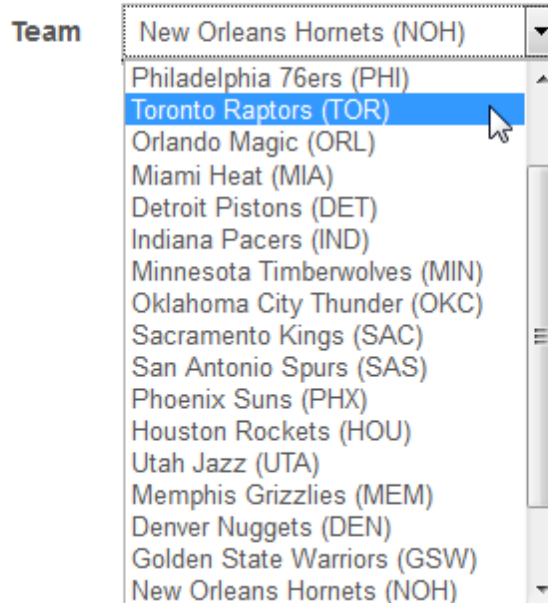 Team New Orleans Hornets (NOH)
Philadelphia 76ers (PHI)
Toronto Raptors (TOR)
Orlando Magic (ORL)
Miami Heat (MIA)
Detroit Pistons (DET)
Indiana Pacers (IND)
Minnesota Timberwolves (MIN)
Oklahoma City Thunder (OKC)
Sacramento Kings (SAC)
San Antonio Spurs (SAS)
Phoenix Suns (PHX)
Houston Rockets (HOU)
Utah Jazz (UTA)
Memphis Grizzlies (MEM)
Denver Nuggets (DEN)
Golden State Warriors (GSW)
New Orleans Hornets (NOH)